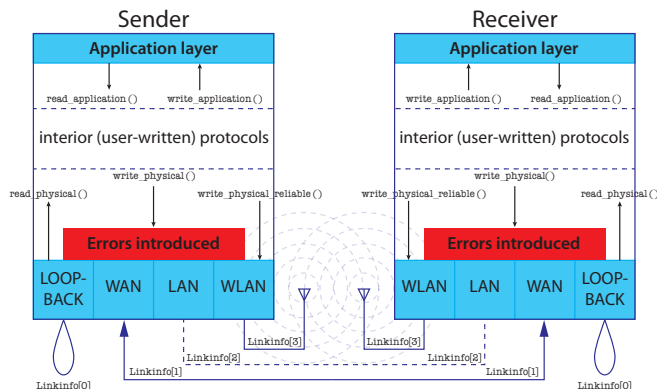 Sender
Receiver
Application layer
Application layer
read_application()
write_application()
write_application()
read_application()
interior (user-written) protocols
interior (user-written) protocols
write_physical()
write_physical()
read_physical()
write_physical_reliable()
write_physical_reliable()
read_physical()
Errors introduced
Errors introduced
LOOP-
BACK
WAN
LAN
WLAN
WLAN
LAN
WAN
LOOP-
BACK
Linkinfo[3]
Linkinfo[3]
Linkinfo[2]
Linkinfo[2]
Linkinfo[1]
Linkinfo[1]
Linkinfo[0]
Linkinfo[0]